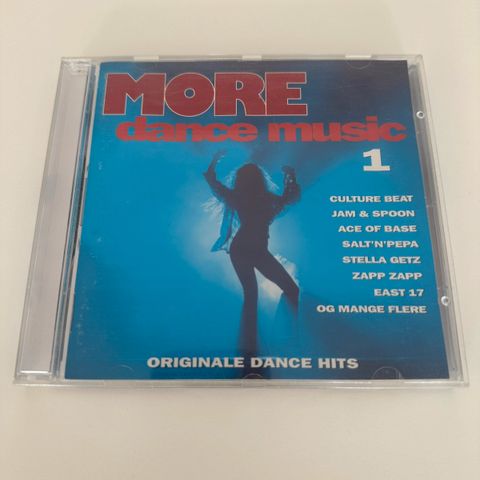 MORE
dance music
1
CULTURE BEAT
JAM & SPOON
ACE OF BASE
SALT'N'PEPA
STELLA GETZ
ZAPP ZAPP
EAST 17
OG MANGE FLERE
ORIGINALE DANCE HITS